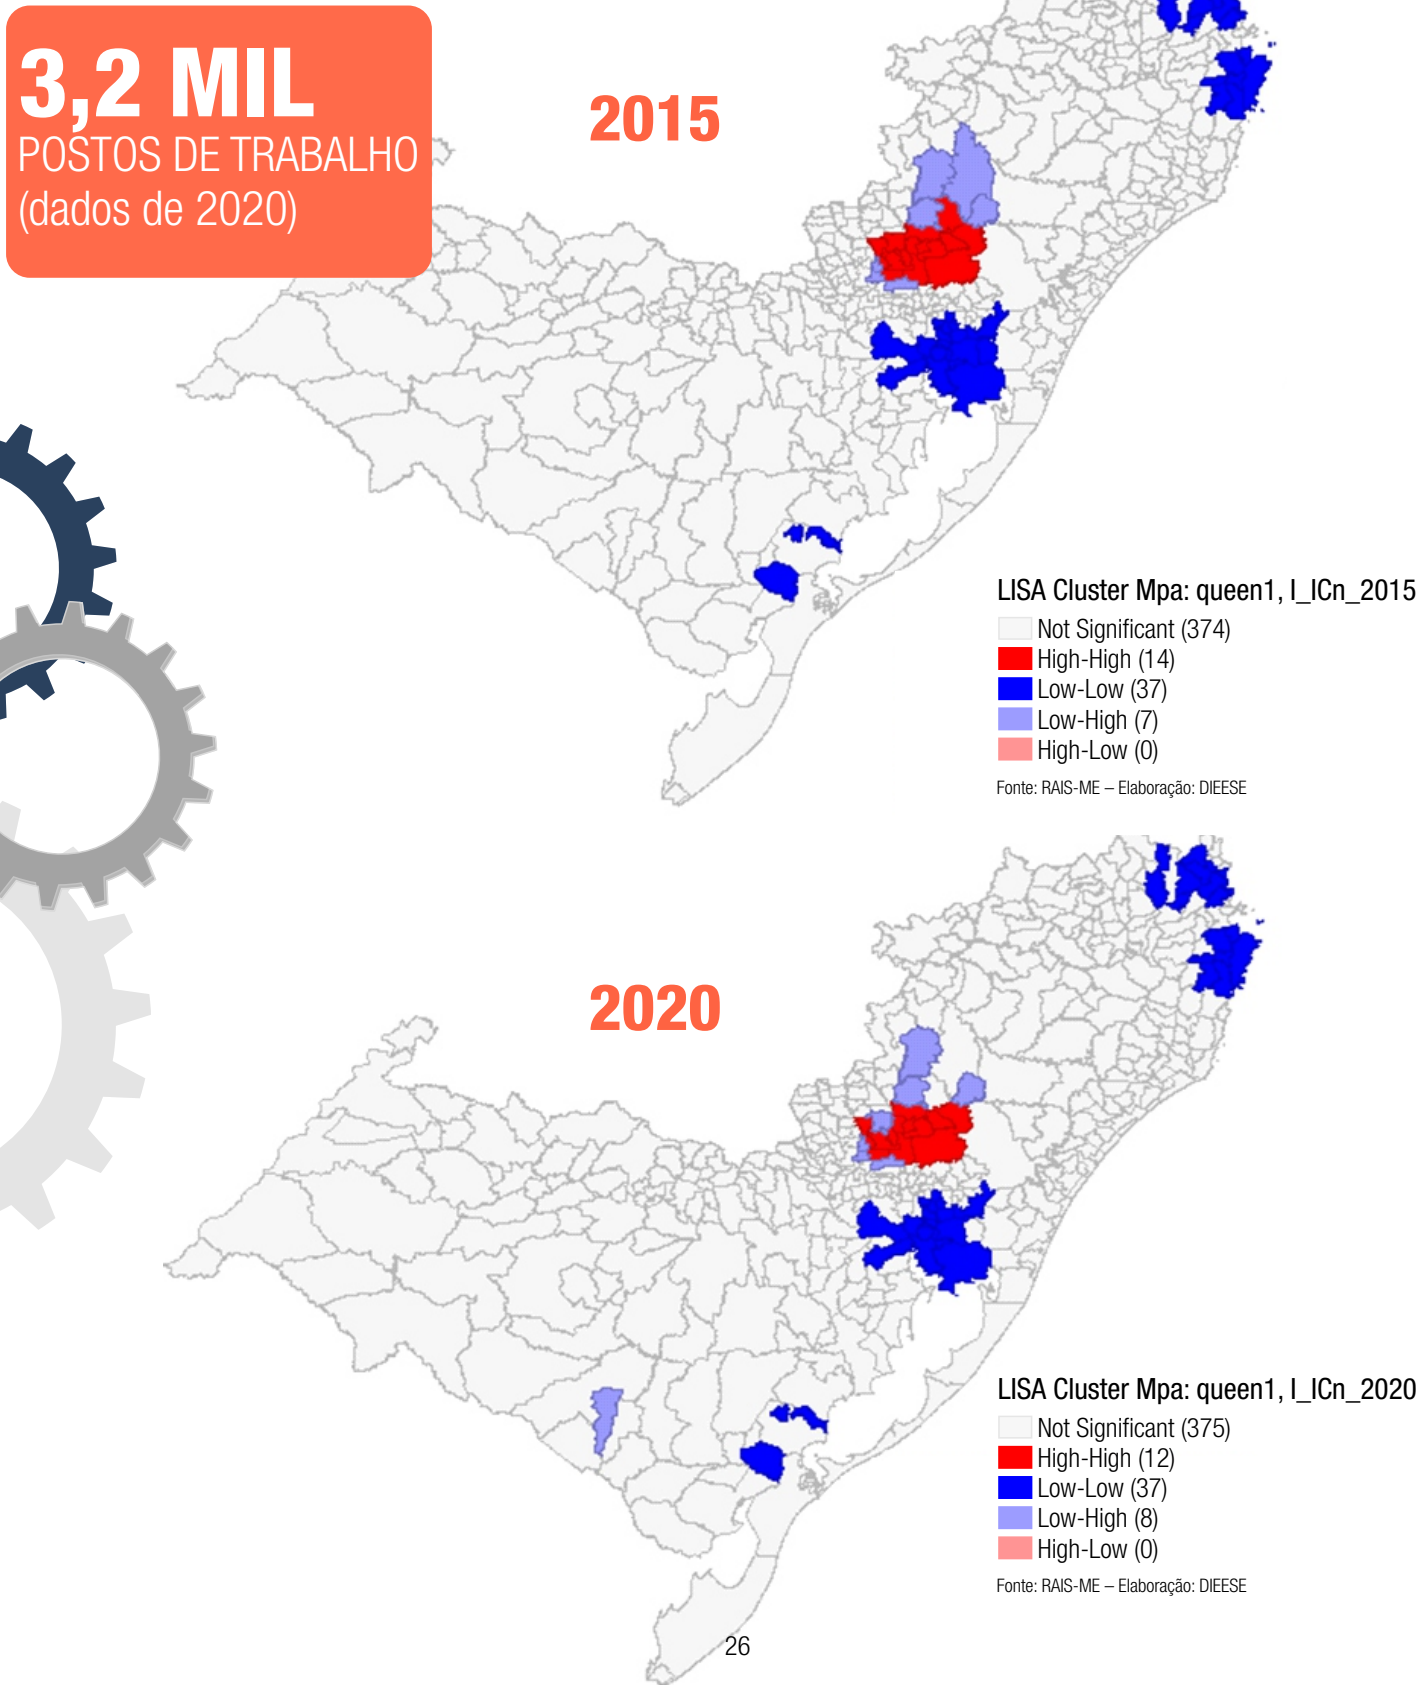 3,2 MIL
POSTOS DE TRABALHO
(dados de 2020)
2015
LISA Cluster Mpa: queen1, I_ICn_2015
Not Significant (374)
High-High (14)
Low-Low (37)
Low-High (7)
High-Low (0)
Fonte: RAIS-ME – Elaboração: DIEESE
2020
LISA Cluster Mpa: queen1, I_ICn_2020
Not Significant (375)
High-High (12)
Low-Low (37)
Low-High (8)
High-Low (0)
Fonte: RAIS-ME – Elaboração: DIEESE
26